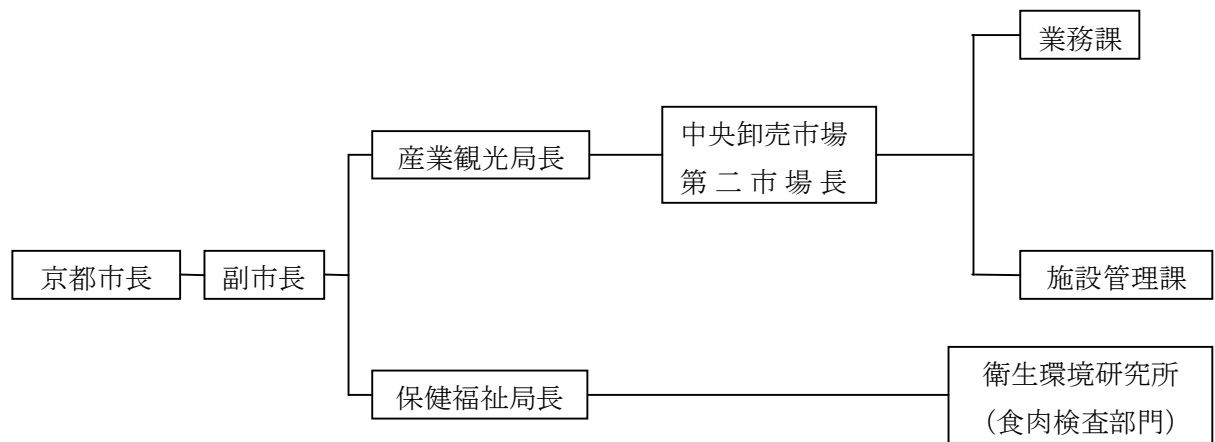 業務課
産業観光局長
中央卸売市場
第二市場長
京都市長
副市長
施設管理課
保健福祉局長
衛生環境研究所
（食肉検査部門）